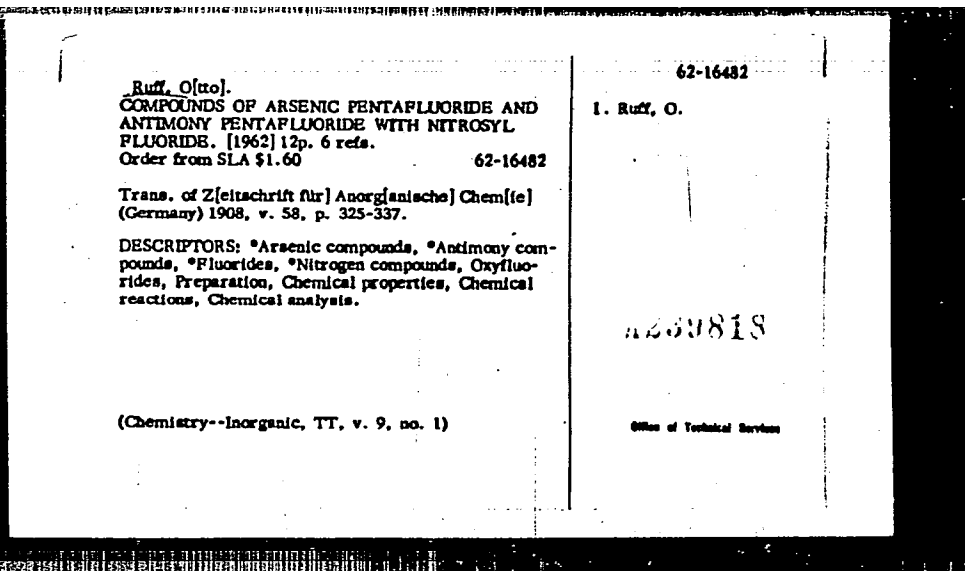 Ruff, O[tto].
COMPOUNDS OF ARSENIC PENTAFLUORIDE AND
ANTIMONY PENTAFLUORIDE WITH NITROSYL
FLUORIDE. [1962] 12p. 6 refs.
Order from SLA $1.60 62-16482
Trans. of Z[eitschrift für] Anorg[anische] Chem[ie]
(Germany) 1908, v. 58, p. 325-337.
DESCRIPTORS: *Arsenic compounds, *Antimony com-
pounds, *Fluorides, *Nitrogen compounds, Oxyfluo-
rides, Preparation, Chemical properties, Chemical
reactions, Chemical analysis.
(Chemistry--Inorganic, TT, v. 9, no. 1)
62-16482
I. Ruff, O.
Office of Technical Services